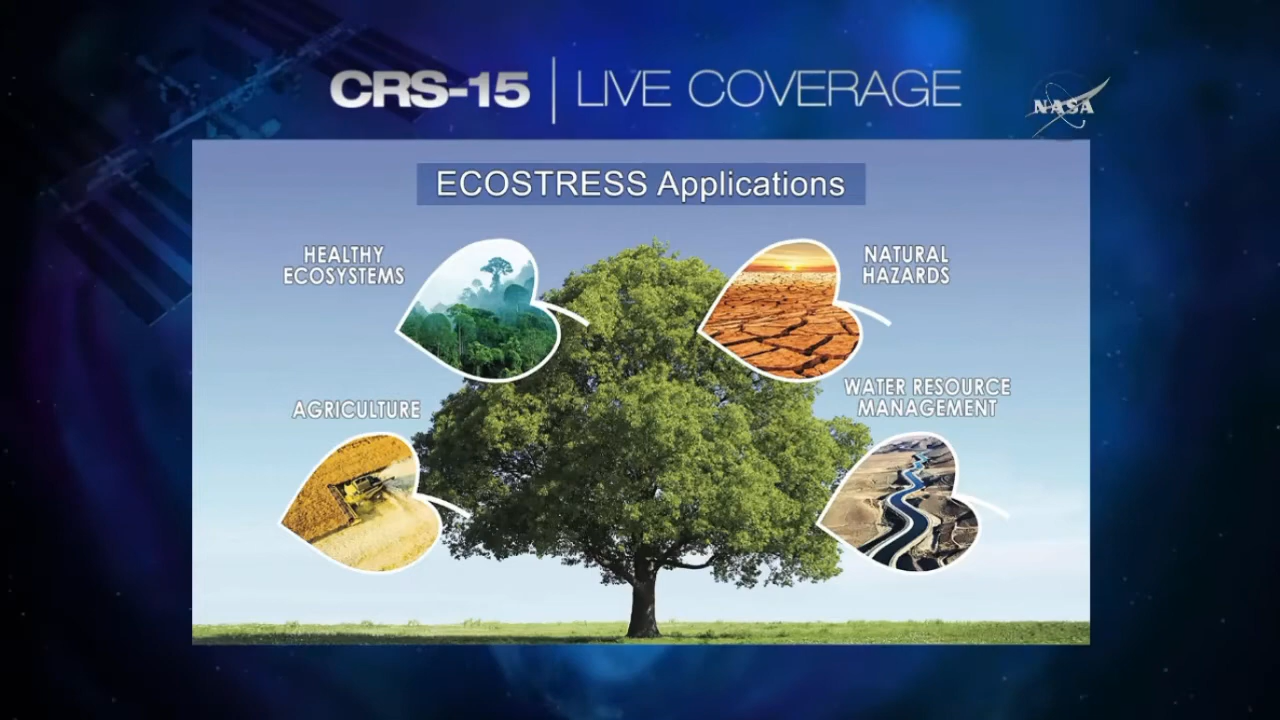 CRS-15 | LIVE COVERAGE
NASA
ECOSTRESS Applications
HEALTHY
ECOSYSTEMS
NATURAL
HAZARDS
AGRICULTURE
WATER RESOURCE
MANAGEMENT